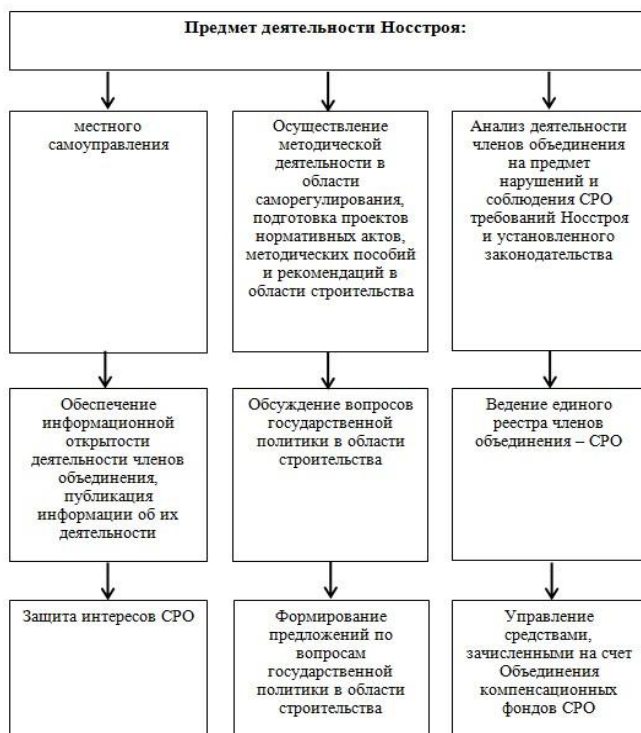 Предмет деятельности Носстроя:
местного
самоуправления
Осуществление
методической
деятельности в
области
саморегулирования,
подготовка проектов
нормативных актов,
методических пособий
и рекомендаций в
области строительства
Анализ деятельности
членов объединения
на предмет
нарушений и
соблюдения СРО
требований Носстроя
и установленного
законодательства
Обеспечение
информационной
открытости
деятельности членов
объединения,
публикация
информации об их
деятельности
Обсуждение вопросов
государственной
политики в области
строительства
Ведение единого
реестра членов
объединения – СРО
Защита интересов СРО
Формирование
предложений по
вопросам
государственной
политики в области
строительства
Управление
средствами,
зачисленными на счет
Объединения
компенсационных
фондов СРО